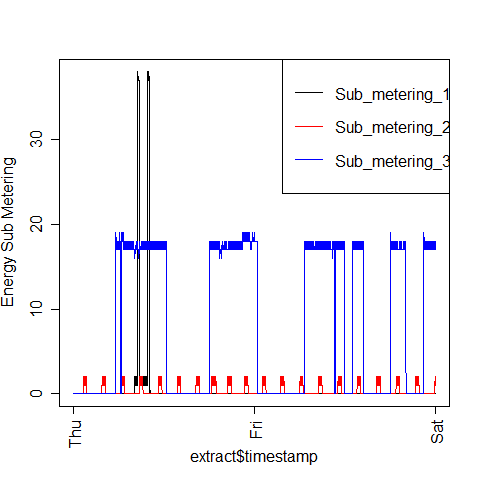 Sub_metering_1
Sub_metering_2
Sub_metering_3
Energy Sub Metering
30
20
10
0
Thu
Fri
Sat
extract$timestamp